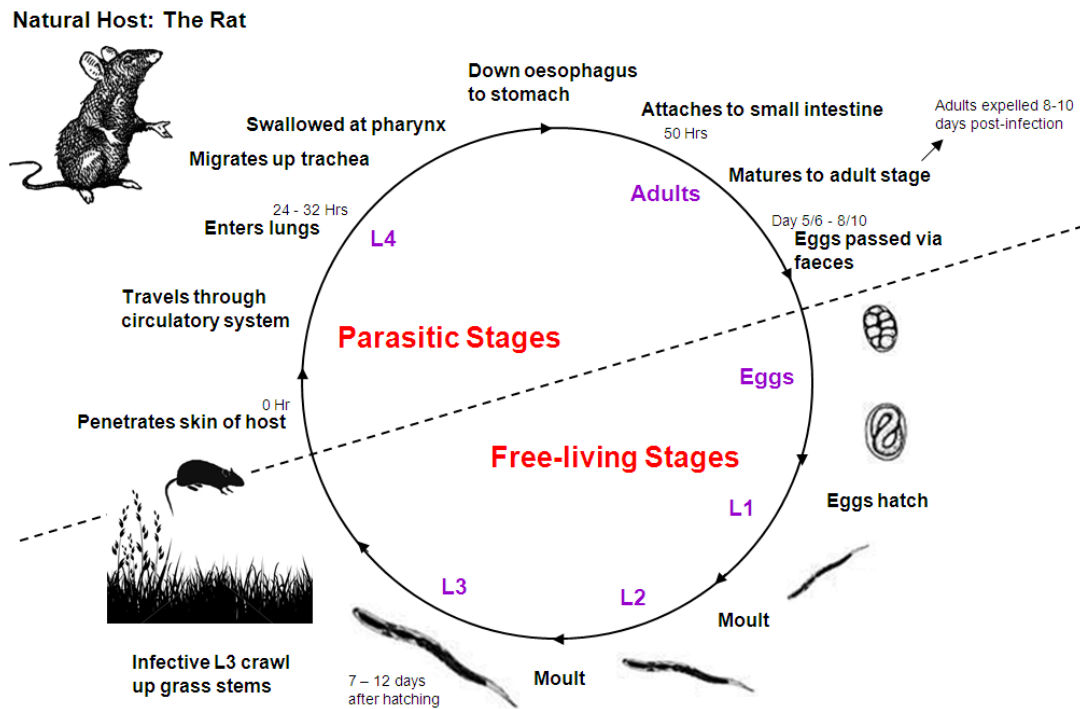 Natural Host: The Rat
Down oesophagus
to stomach
Attaches to small intestine
50 Hrs
Adults expelled 8-10
days post-infection
Swallowed at pharynx
Migrates up trachea
Matures to adult stage
Adults
24 - 32 Hrs
Enters lungs
L4
Day 5/6 - 8/10
Eggs passed via
faeces
Travels through
circulatory system
Parasitic Stages
Eggs
0 Hr
Penetrates skin of host
Free-living Stages
Eggs hatch
L1
L3
L2
Moult
Infective L3 crawl
up grass stems
7 – 12 days
after hatching
Moult